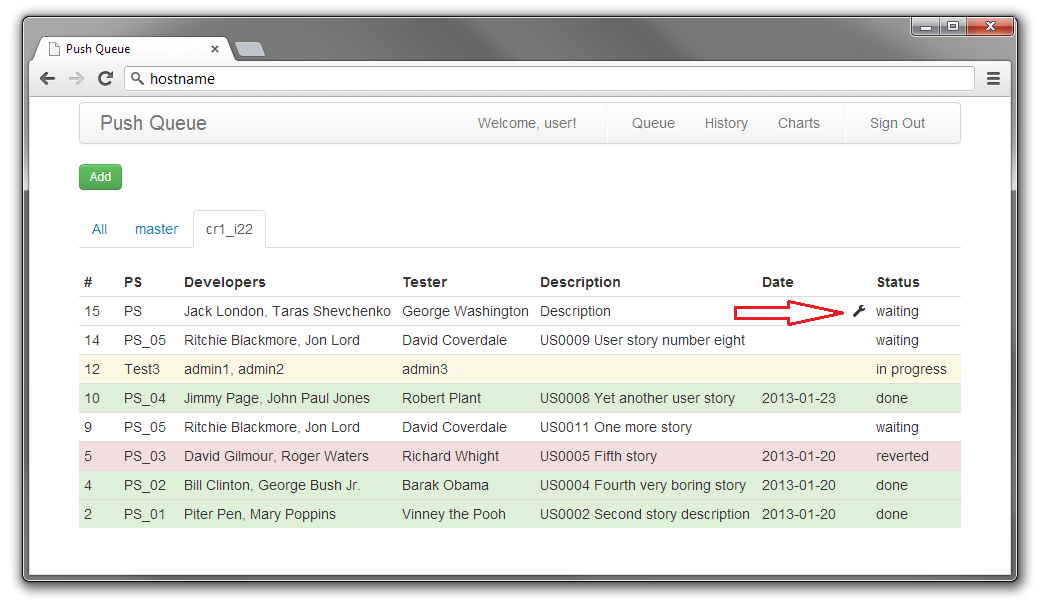 Push Queue
hostname
Push Queue Welcome, user! Queue History Charts Sign Out
Add
All master cr1_i22
# PS Developers Tester Description Date Status
15 PS Jack London, Taras Shevchenko George Washington Description waiting
14 PS_05 Ritchie Blackmore, Jon Lord David Coverdale US0009 User story number eight waiting
12 Test3 admin1, admin2 admin3 in progress
10 PS_04 Jimmy Page, John Paul Jones Robert Plant US0008 Yet another user story 2013-01-23 done
9 PS_05 Ritchie Blackmore, Jon Lord David Coverdale US0011 One more story waiting
5 PS_03 David Gilmour, Roger Waters Richard Whight US0005 Fifth story 2013-01-20 reverted
4 PS_02 Bill Clinton, George Bush Jr. Barak Obama US0004 Fourth very boring story 2013-01-20 done
2 PS_01 Piter Pen, Mary Poppins Vinney the Pooh US0002 Second story description 2013-01-20 done